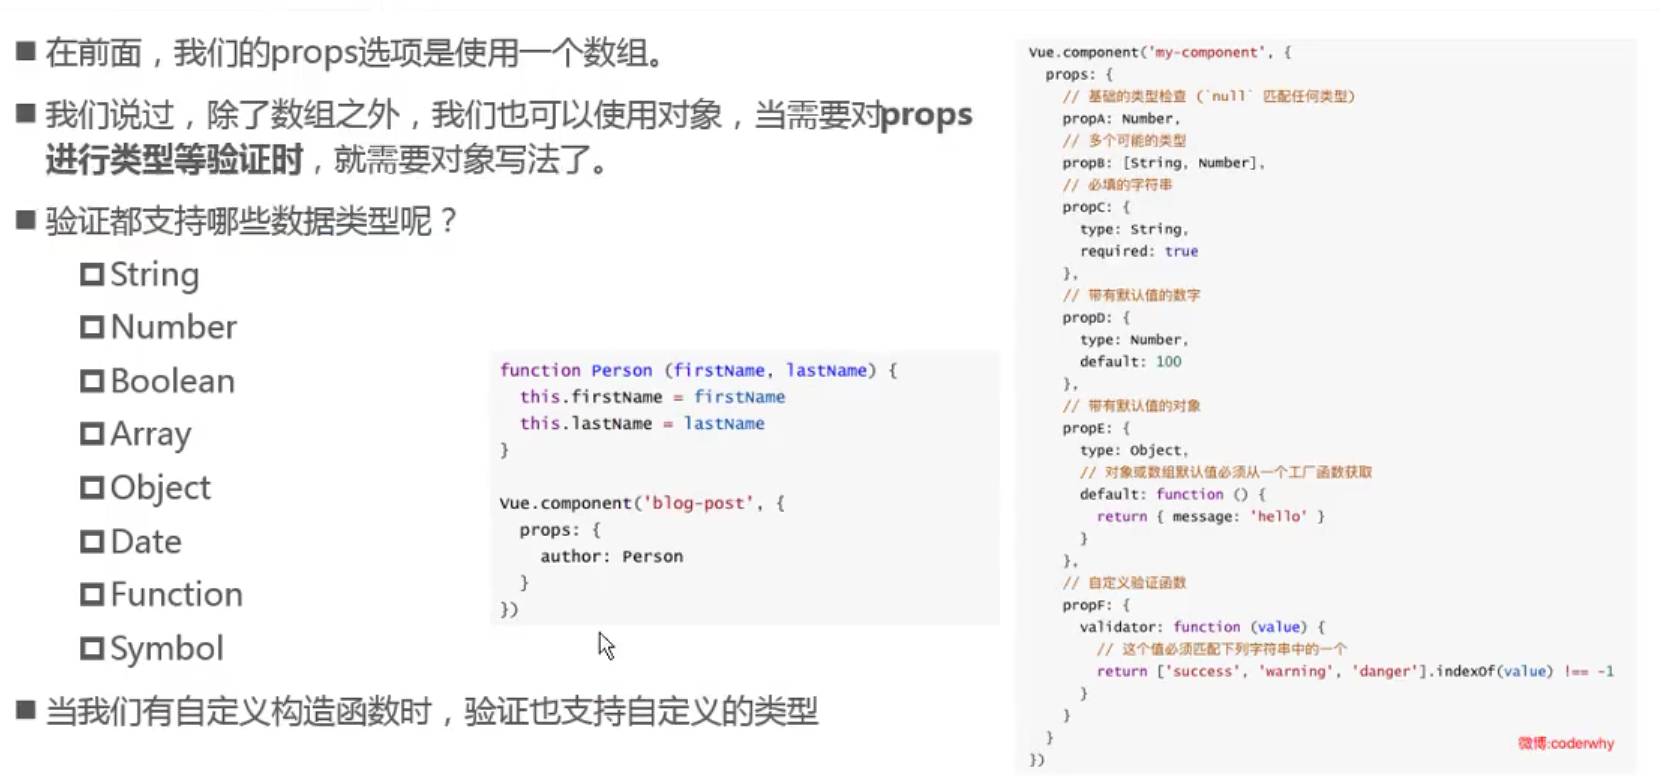 在前面，我们的props选项是使用一个数组。
我们说过，除了数组之外，我们也可以使用对象，当需要对props
进行类型等验证时，就需要对象写法了。
验证都支持哪些数据类型呢？
String
Number
Boolean
Array
Object
Date
Function
Symbol
当我们有自定义构造函数时，验证也支持自定义的类型
function Person (firstName, lastName) {
  this.firstName = firstName
  this.lastName = lastName
}

Vue.component('blog-post', {
  props: {
    author: Person
  }
})
Vue.component('my-component', {
  props: {
    // 基础的类型检查 (`null` 匹配任何类型)
    propA: Number,
    // 多个可能的类型
    propB: [String, Number],
    // 必填的字符串
    propC: {
      type: String,
      required: true
    },
    // 带有默认值的数字
    propD: {
      type: Number,
      default: 100
    },
    // 带有默认值的对象
    propE: {
      type: Object,
      // 对象或数组默认值必须从一个工厂函数获取
      default: function () {
        return { message: 'hello' }
      }
    },
    // 自定义验证函数
    propF: {
      validator: function (value) {
        // 这个值必须匹配下列字符串中的一个
        return ['success', 'warning', 'danger'].indexOf(value) !== -1
      }
    }
  }
})
微博:coderwhy